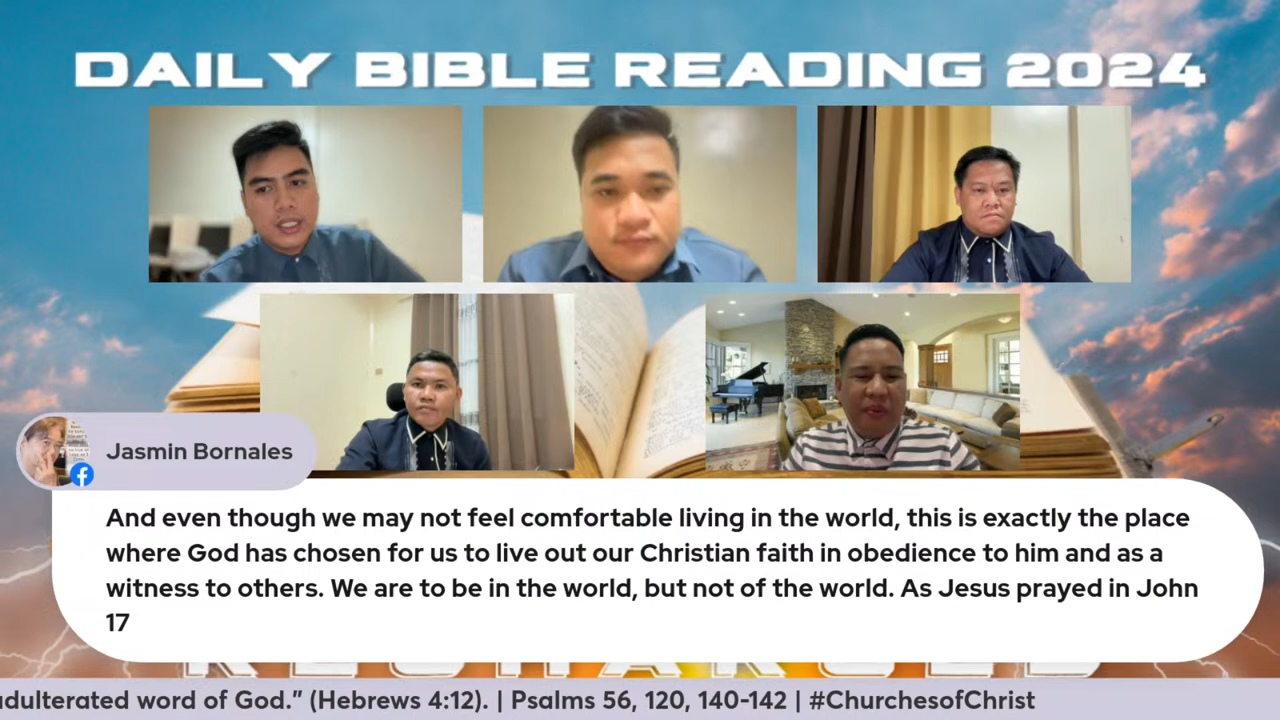 DAILY BIBLE READING 2024
Jasmin Bornales
And even though we may not feel comfortable living in the world, this is exactly the place
where God has chosen for us to live out our Christian faith in obedience to him and as a
witness to others. We are to be in the world, but not of the world. As Jesus prayed in John
17
word of God.” (Hebrews 4:12). | Psalms 56, 120, 140-142 | #ChurchesofChrist